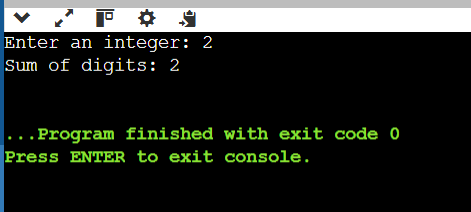 Enter an integer: 2
Sum of digits: 2
...Program finished with exit code 0
Press ENTER to exit console.